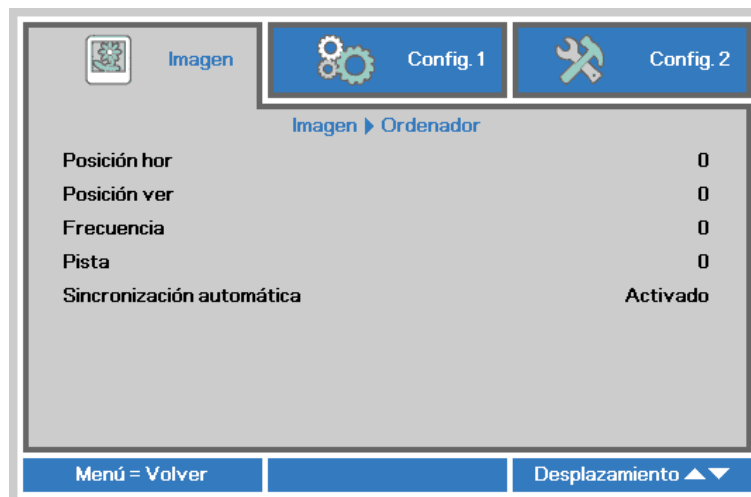 Imagen
Config. 1
Config. 2
Imagen ▶ Ordenador
Posición hor 0
Posición ver 0
Frecuencia 0
Pista 0
Sincronización automática Activado
Menú = Volver
Desplazamiento ▲▼